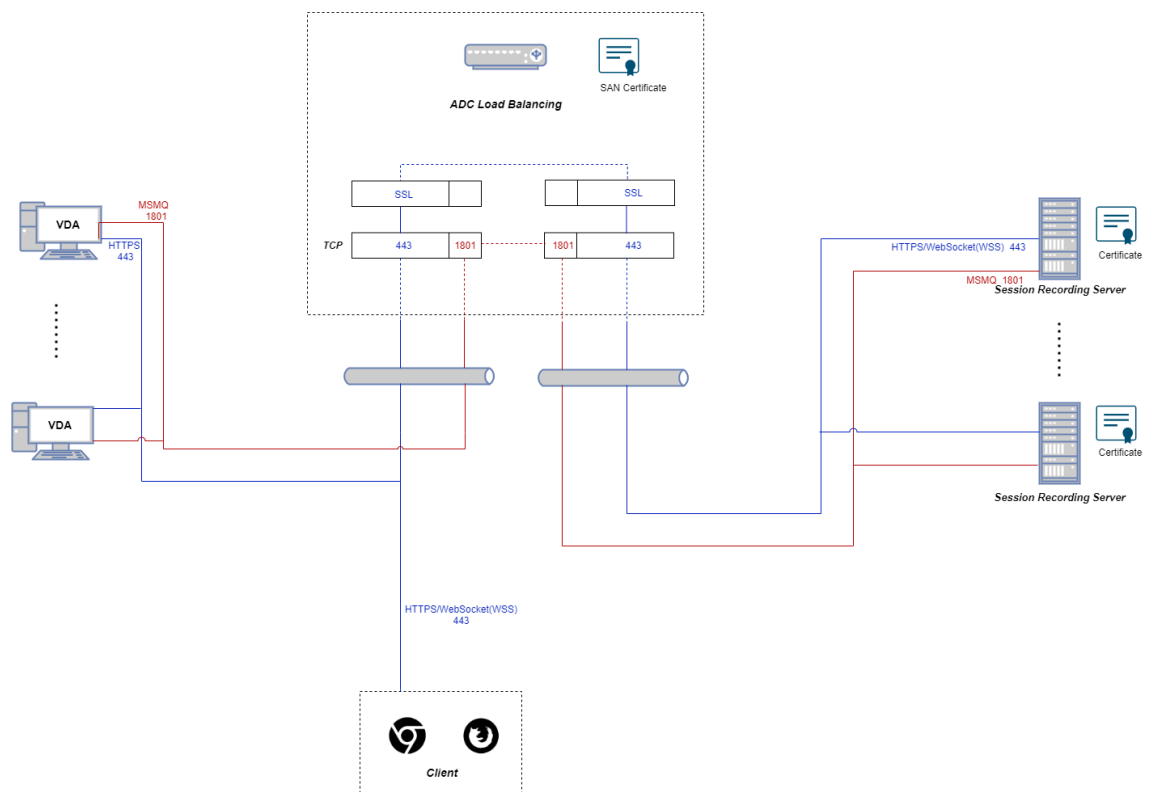 SAN Certificate
ADC Load Balancing
SSL
SSL
TCP
443
1801
1801
443
VDA
MSMQ
1801
HTTPS
443
VDA
HTTPS/WebSocket(WSS) 443
MSMQ 1801
Certificate
Session Recording Server
Certificate
Session Recording Server
HTTPS/WebSocket(WSS)
443
Client